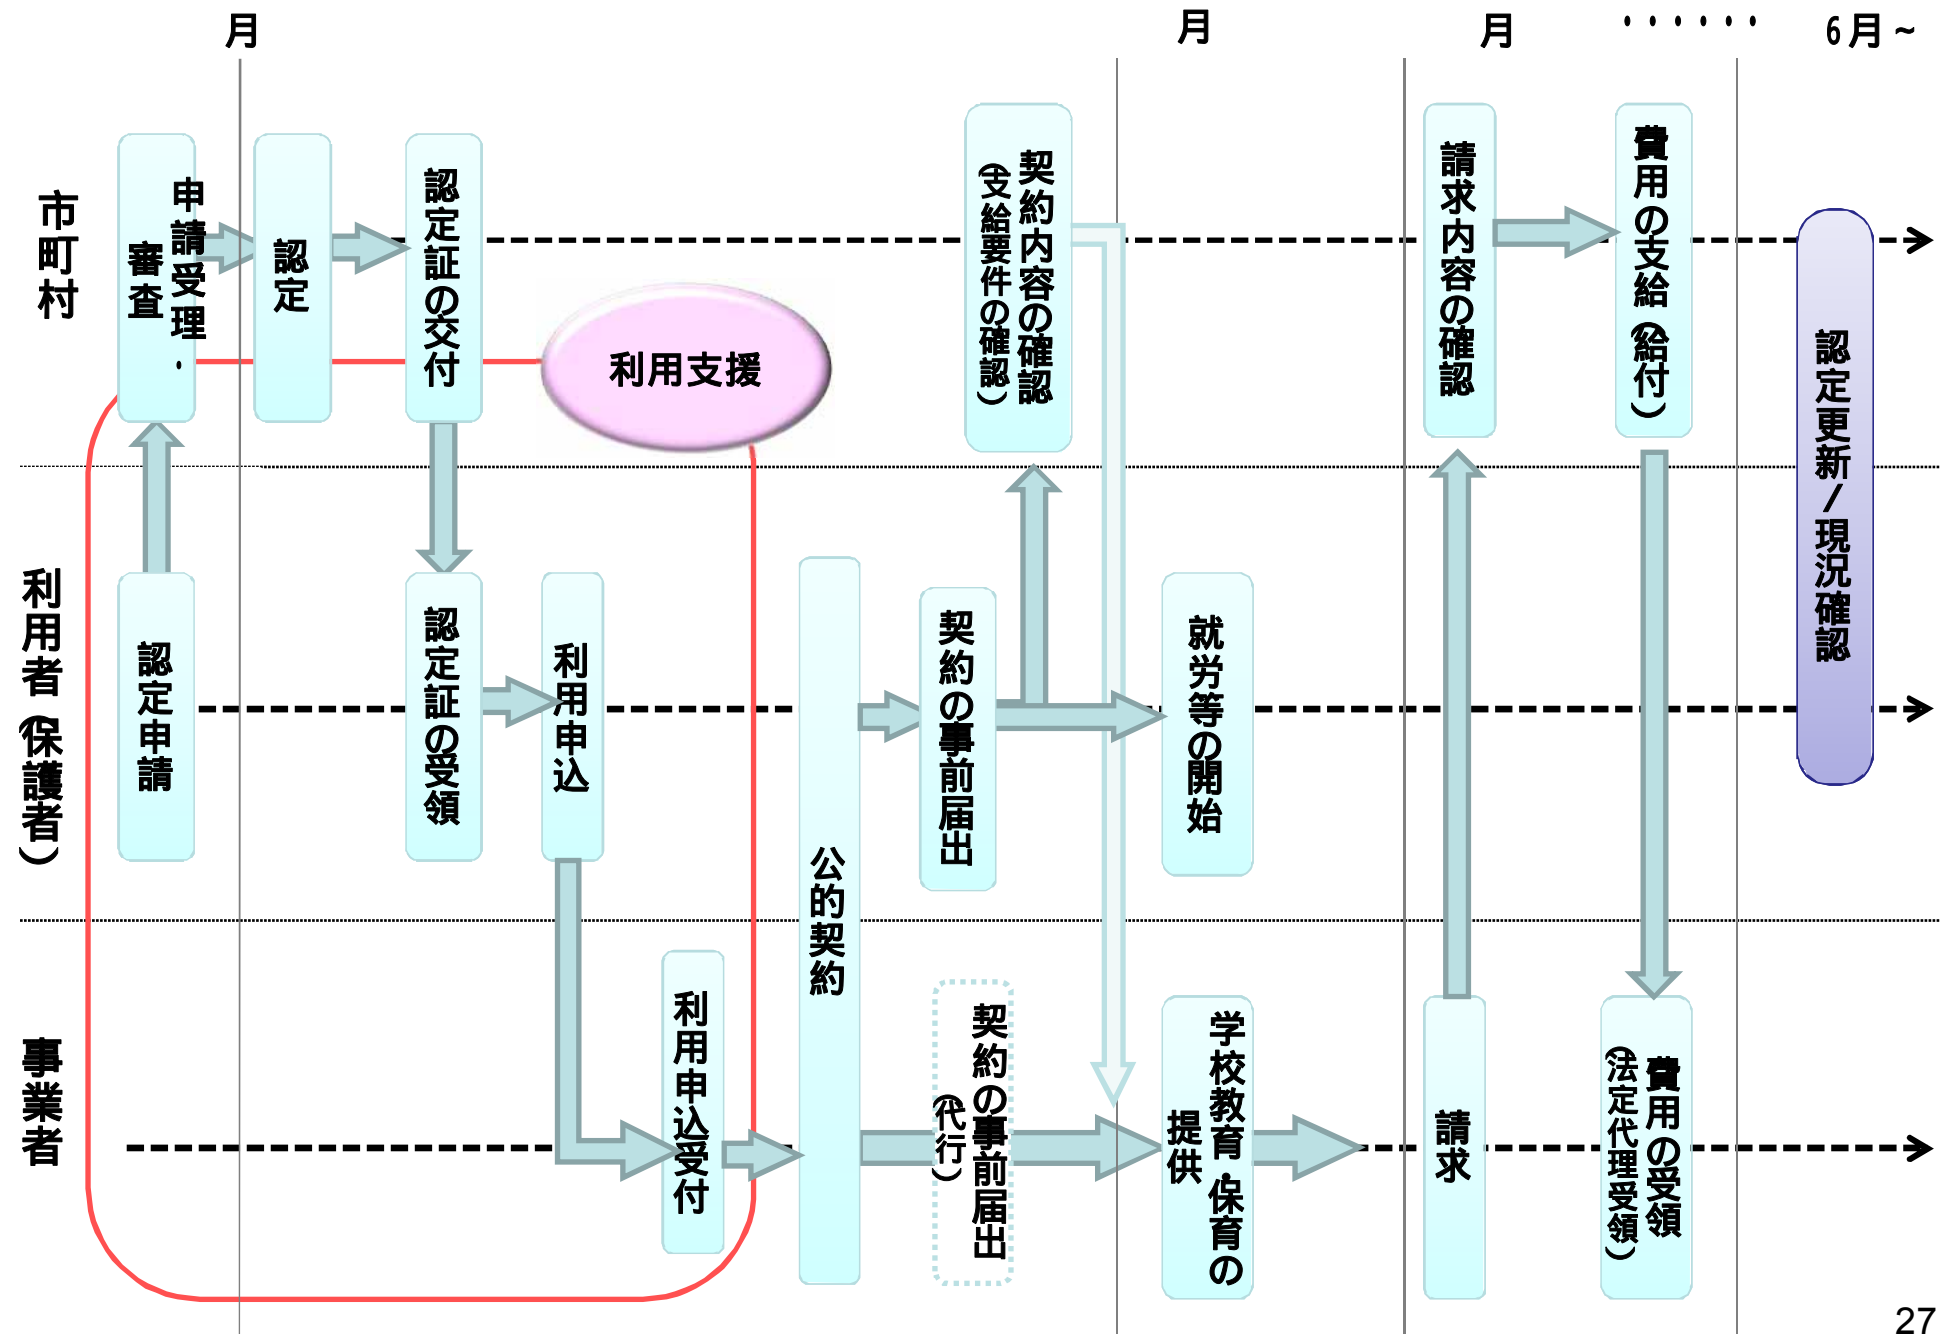 月
月
月
・・・・・・
6月~
市町村
申請受理・
審査
認定
認定証の交付
利用支援
契約内容の確認
(支給要件の確認)
請求内容の確認
費用の支給(給付)
認定更新/現況確認
利用者(保護者)
認定申請
認定証の受領
利用申込
公的契約
契約の事前届出
就労等の開始
事業者
利用申込受付
契約の事前届出
(代行)
学校教育・保育の
提供
請求
費用の受領
(法定代理受領)
27